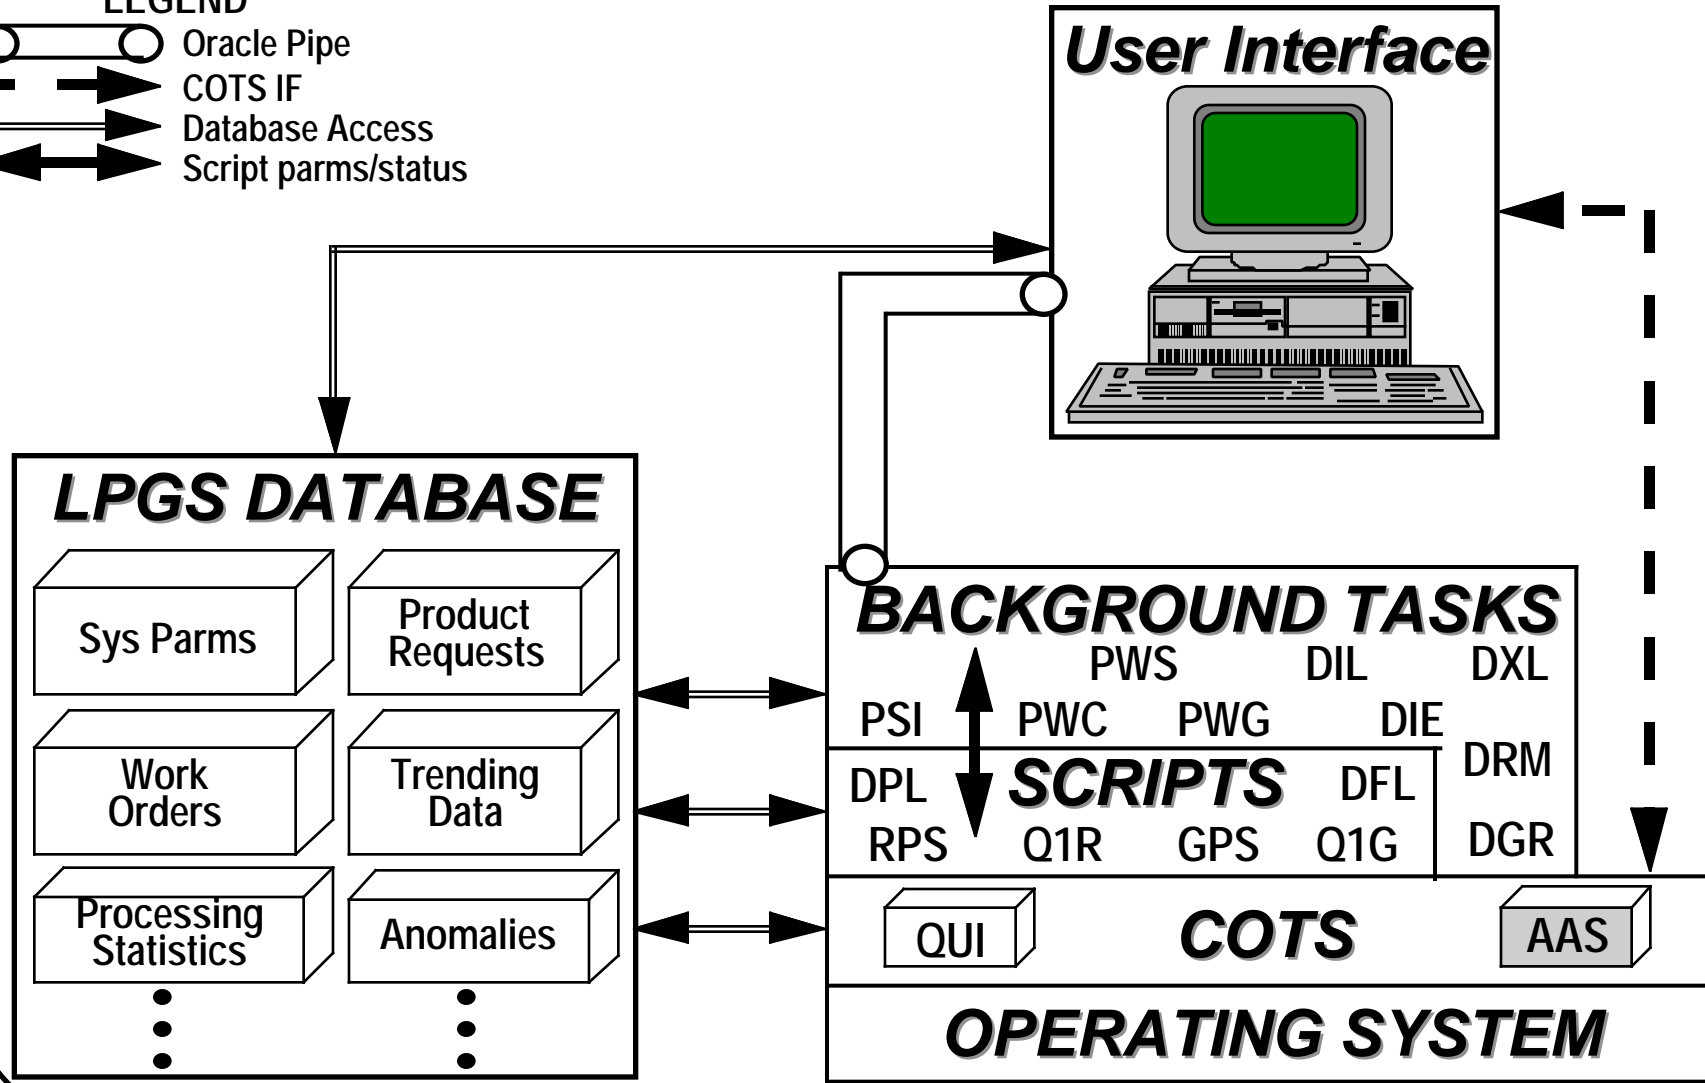 LEGEND
Oracle Pipe
COTS IF
Database Access
Script parms/status
User Interface
LPGS DATABASE
Sys Parms
Product
Requests
Work
Orders
Trending
Data
Processing
Statistics
Anomalies
BACKGROUND TASKS
PWS DIL DXL
PSI PWC PWG DIE
DRM
DPL SCRIPTS DFL
RPS Q1R GPS Q1G DGR
QUI COTS AAS
OPERATING SYSTEM